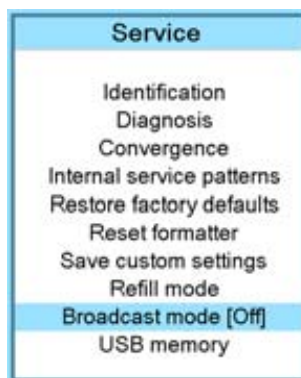 Service
Identification
Diagnosis
Convergence
Internal service patterns
Restore factory defaults
Reset formatter
Save custom settings
Refill mode
Broadcast mode [Off]
USB memory